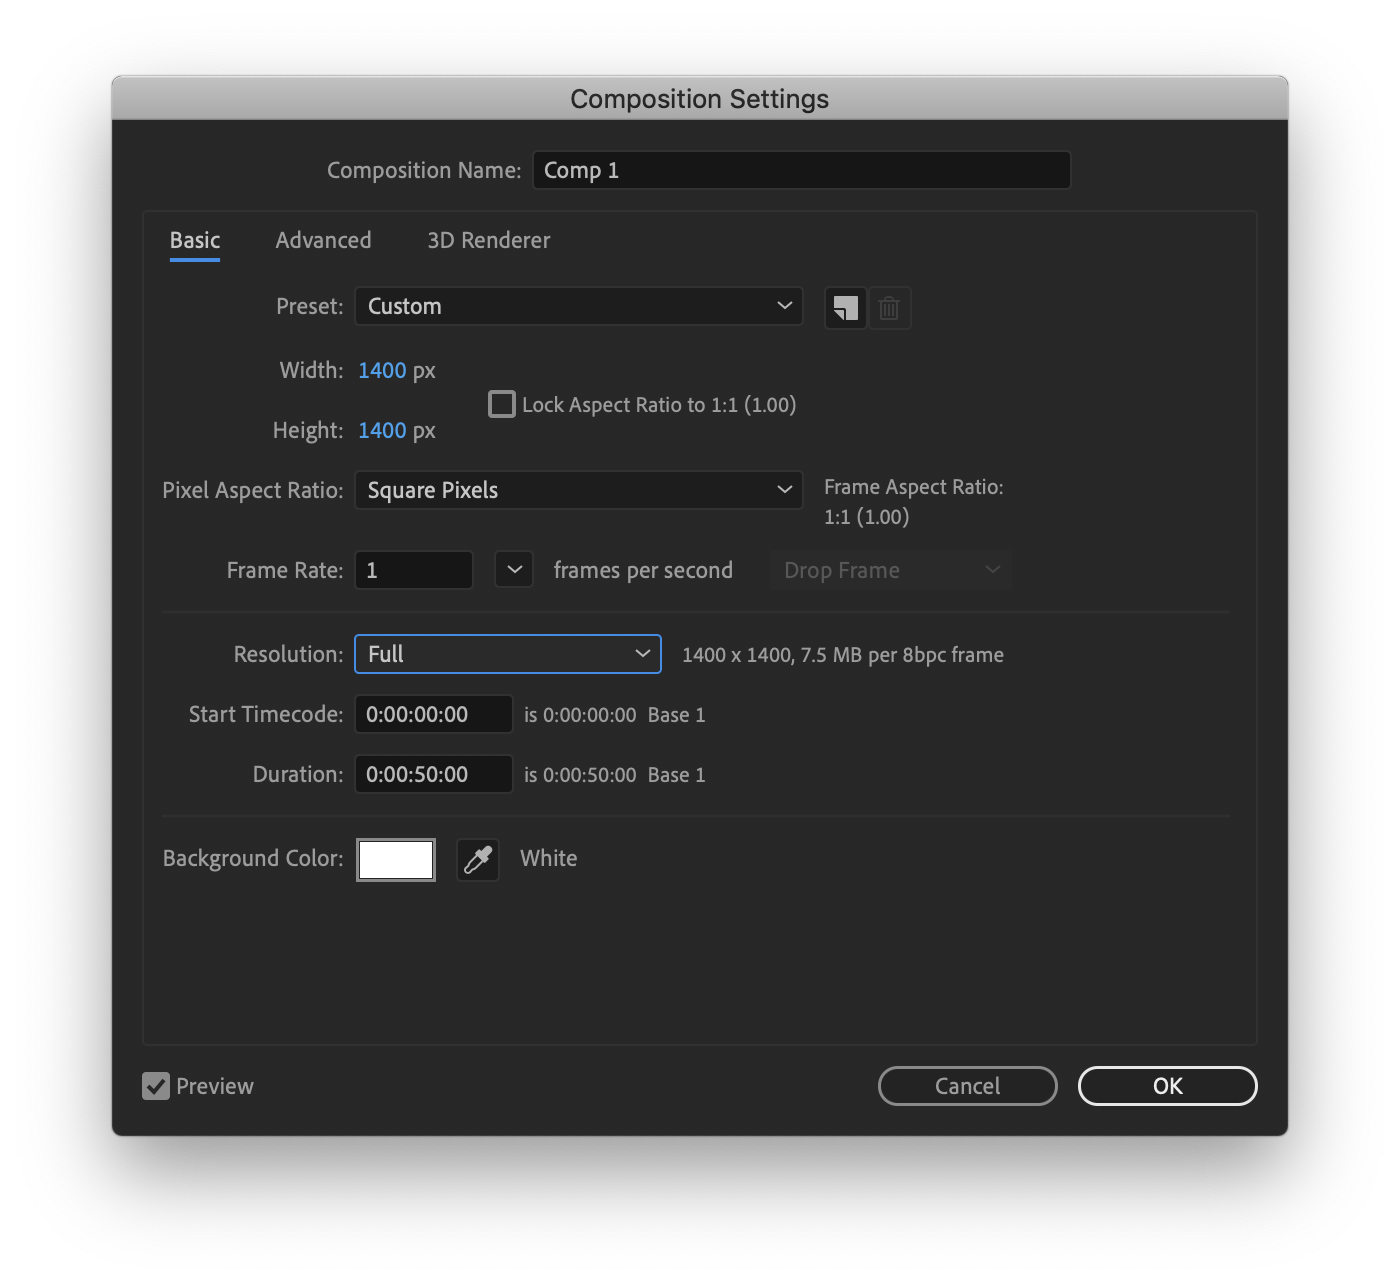 Composition Settings
Composition Name: Comp 1
Basic Advanced 3D Renderer
Preset: Custom
Width: 1400 px
Lock Aspect Ratio to 1:1 (1.00)
Height: 1400 px
Pixel Aspect Ratio: Square Pixels Frame Aspect Ratio:
1:1 (1.00)
Frame Rate: 1 frames per second Drop Frame
Resolution: Full 1400 x 1400, 7.5 MB per 8bpc frame
Start Timecode: 0:00:00:00 is 0:00:00:00 Base 1
Duration: 0:00:50:00 is 0:00:50:00 Base 1
Background Color: White
Preview Cancel OK